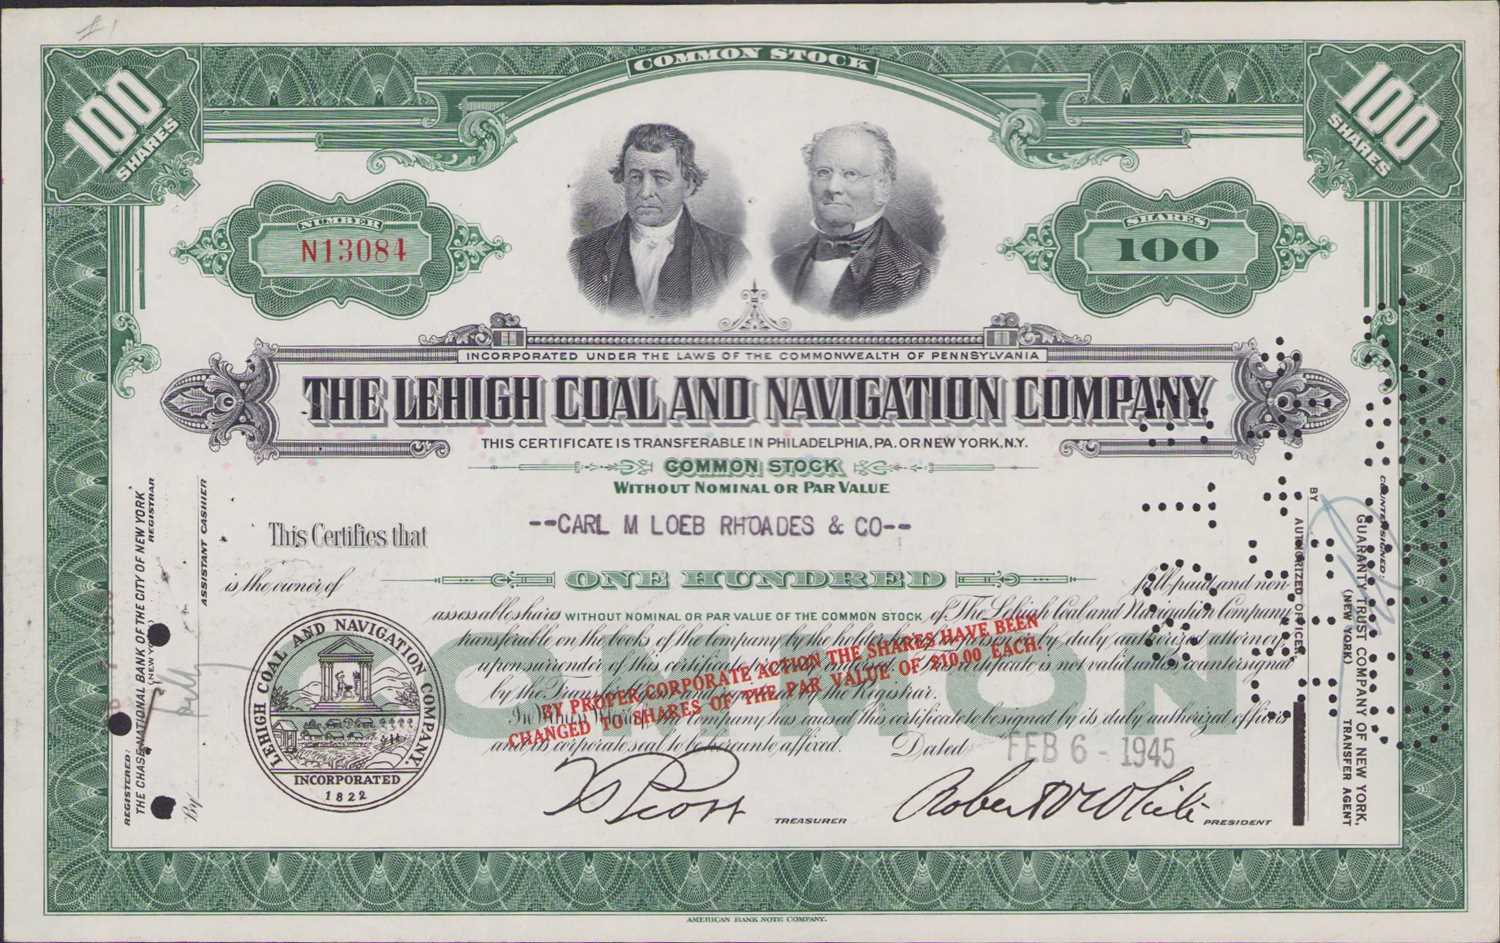 COMMON STOCK
100 SHARES
100 SHARES
NUMBER
N13084
SHARES
100
INCORPORATED UNDER THE LAWS OF THE COMMONWEALTH OF PENNSYLVANIA
THE LEHIGH COAL AND NAVIGATION COMPANY
THIS CERTIFICATE IS TRANSFERABLE IN PHILADELPHIA, PA. OR NEW YORK, N.Y.
COMMON STOCK
WITHOUT NOMINAL OR PAR VALUE
This Certifies that
--CARL M LOEB RHOADES & CO--
is the owner of
ONE HUNDRED
full-paid and non-
assessable shares WITHOUT NOMINAL OR PAR VALUE OF THE COMMON STOCK of The Lehigh Coal and Navigation Company
transferable on the books of the company by the holder by duly authorized attorney
upon surrender of this certificate certificate is not valid until countersigned
by the Transfer the Registrar.
In Company has caused this certificate to be signed by its duly authorized officers
and its corporate seal to be hereunto affixed. Dated
FEB 6 - 1945
COMMON
BY PROPER CORPORATE ACTION THE SHARES HAVE BEEN
CHANGED TO SHARES OF THE PAR VALUE OF $10.00 EACH.
LEHIGH COAL AND NAVIGATION COMPANY.
INCORPORATED
1822
TREASURER
Robert V White
PRESIDENT
REGISTERED:
THE CHASE NATIONAL BANK OF THE CITY OF NEW YORK
(NEW YORK)
REGISTRAR
By
ASSISTANT CASHIER
COUNTERSIGNED:
GUARANTY TRUST COMPANY OF NEW YORK,
(NEW YORK) TRANSFER AGENT
BY
AUTHORIZED OFFICER
AMERICAN BANK NOTE COMPANY.